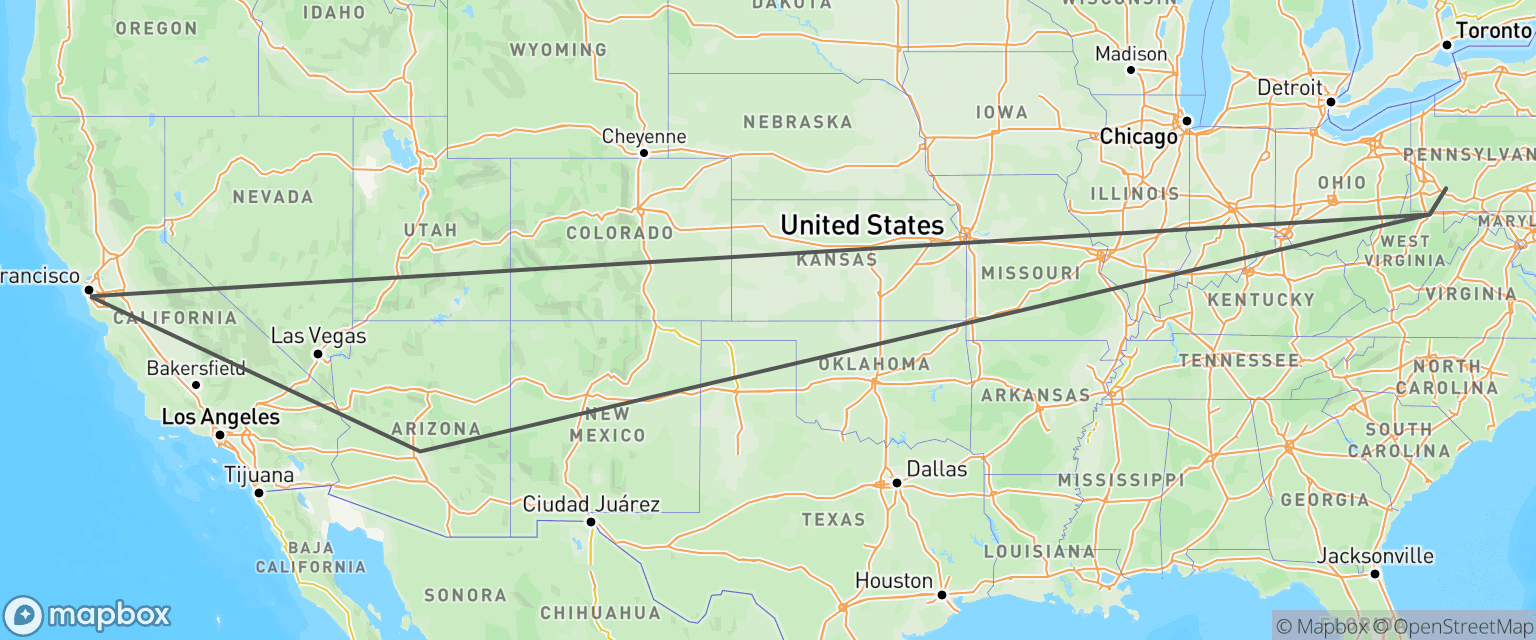 IDAHO
DAKOTA
WISCONSIN
OREGON
Toronto
WYOMING
Madison
Detroit
IOWA
NEBRASKA
Cheyenne
Chicago
PENNSYLVAN
OHIO
ILLINOIS
NEVADA
United States
MARYL
UTAH
COLORADO
WEST
VIRGINIA
KANSAS
MISSOURI
rancisco
VIRGINIA
KENTUCKY
CALIFORNIA
Las Vegas
TENNESSEE
OKLAHOMA
Bakersfield
NORTH
CAROLINA
ARKANSAS
Los Angeles
NEW
MEXICO
ARIZONA
SOUTH
CAROLINA
Dallas
Tijuana
MISSISSIPPI
GEORGIA
Ciudad Juárez
TEXAS
BAJA
CALIFORNIA
LOUISIANA
Jacksonville
Houston
SONORA
CHIHUAHUA
mapbox
FLORIDA
© Mapbox © OpenStreetMap